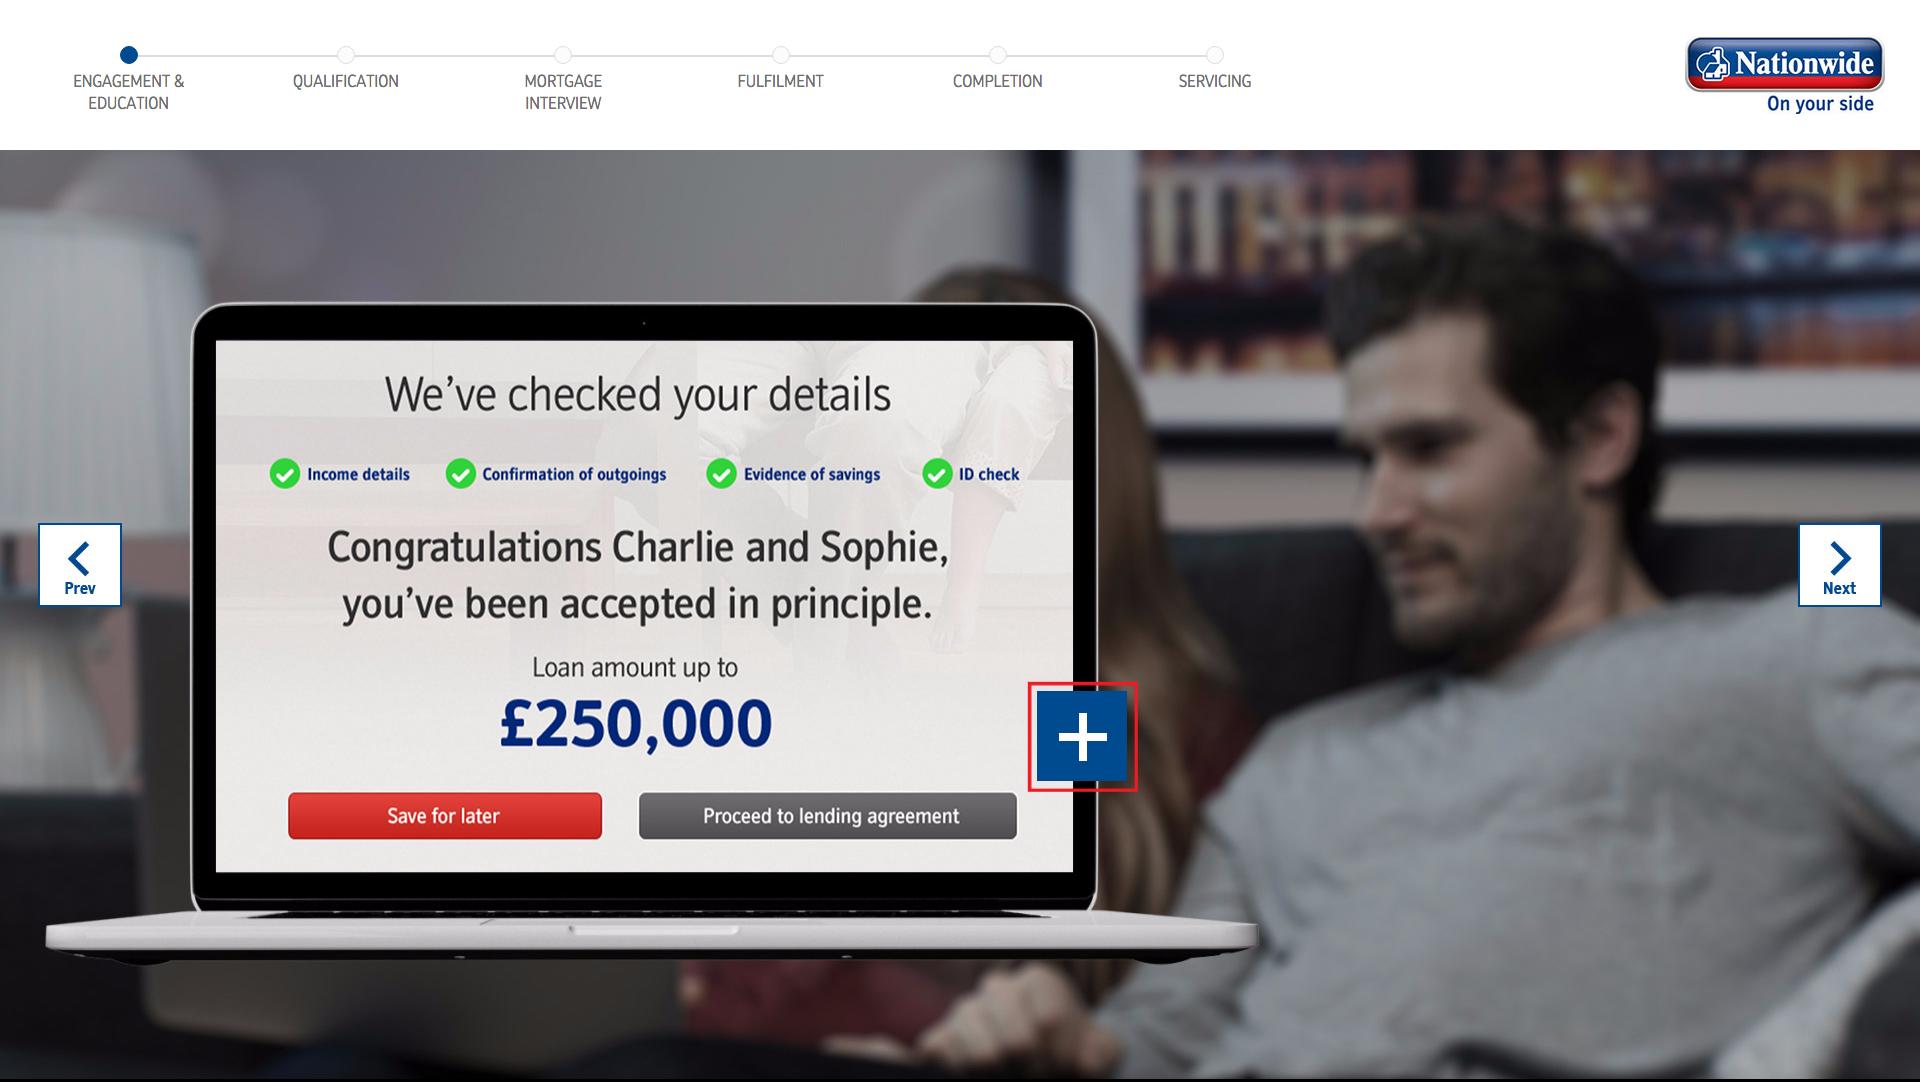 ENGAGEMENT &
EDUCATION
QUALIFICATION
MORTGAGE
INTERVIEW
FULFILMENT
COMPLETION
SERVICING
Nationwide
On your side
We've checked your details
Income details
Confirmation of outgoings
Evidence of savings
ID check
Congratulations Charlie and Sophie,
you've been accepted in principle.
Loan amount up to
£250,000
Save for later
Proceed to lending agreement
Prev
Next